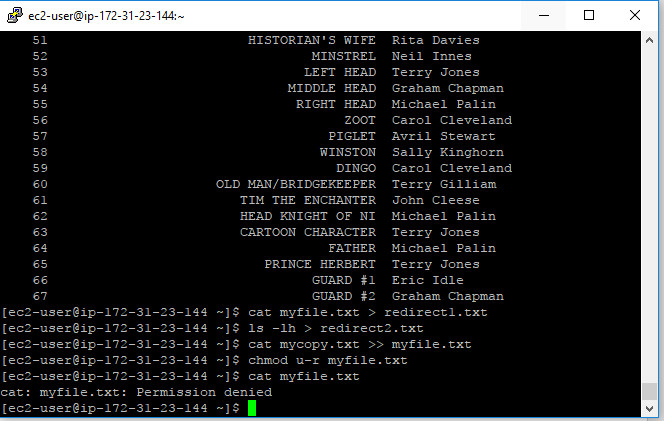 ec2-user@ip-172-31-23-144:~
51 HISTORIAN'S WIFE Rita Davies
52 MINSTREL Neil Innes
53 LEFT HEAD Terry Jones
54 MIDDLE HEAD Graham Chapman
55 RIGHT HEAD Michael Palin
56 ZOOT Carol Cleveland
57 PIGLET Avril Stewart
58 WINSTON Sally Kinghorn
59 DINGO Carol Cleveland
60 OLD MAN/BRIDGEKEEPER Terry Gilliam
61 TIM THE ENCHANTER John Cleese
62 HEAD KNIGHT OF NI Michael Palin
63 CARTOON CHARACTER Terry Jones
64 FATHER Michael Palin
65 PRINCE HERBERT Terry Jones
66 GUARD #1 Eric Idle
67 GUARD #2 Graham Chapman
[ec2-user@ip-172-31-23-144 ~]$ cat myfile.txt > redirect1.txt
[ec2-user@ip-172-31-23-144 ~]$ ls -lh > redirect2.txt
[ec2-user@ip-172-31-23-144 ~]$ cat mycopy.txt >> myfile.txt
[ec2-user@ip-172-31-23-144 ~]$ chmod u-r myfile.txt
[ec2-user@ip-172-31-23-144 ~]$ cat myfile.txt
cat: myfile.txt: Permission denied
[ec2-user@ip-172-31-23-144 ~]$